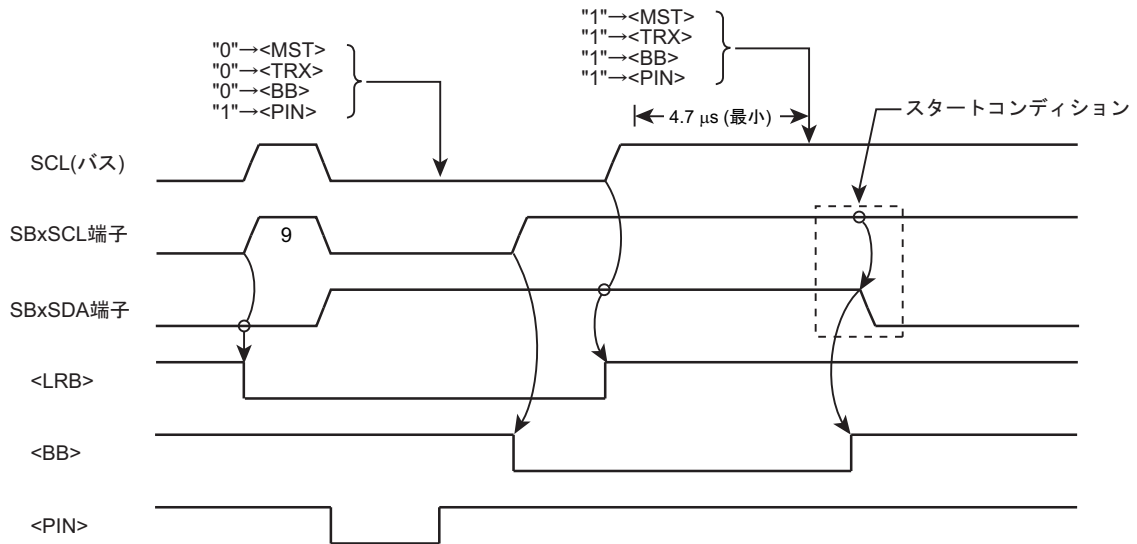 "0"→<MST>
"0"→<TRX>
"0"→<BB>
"1"→<PIN>
"1"→<MST>
"1"→<TRX>
"1"→<BB>
"1"→<PIN>
4.7 μs (最小)
スタートコンディション
SCL(バス)
SBxSCL端子
9
SBxSDA端子
<LRB>
<BB>
<PIN>